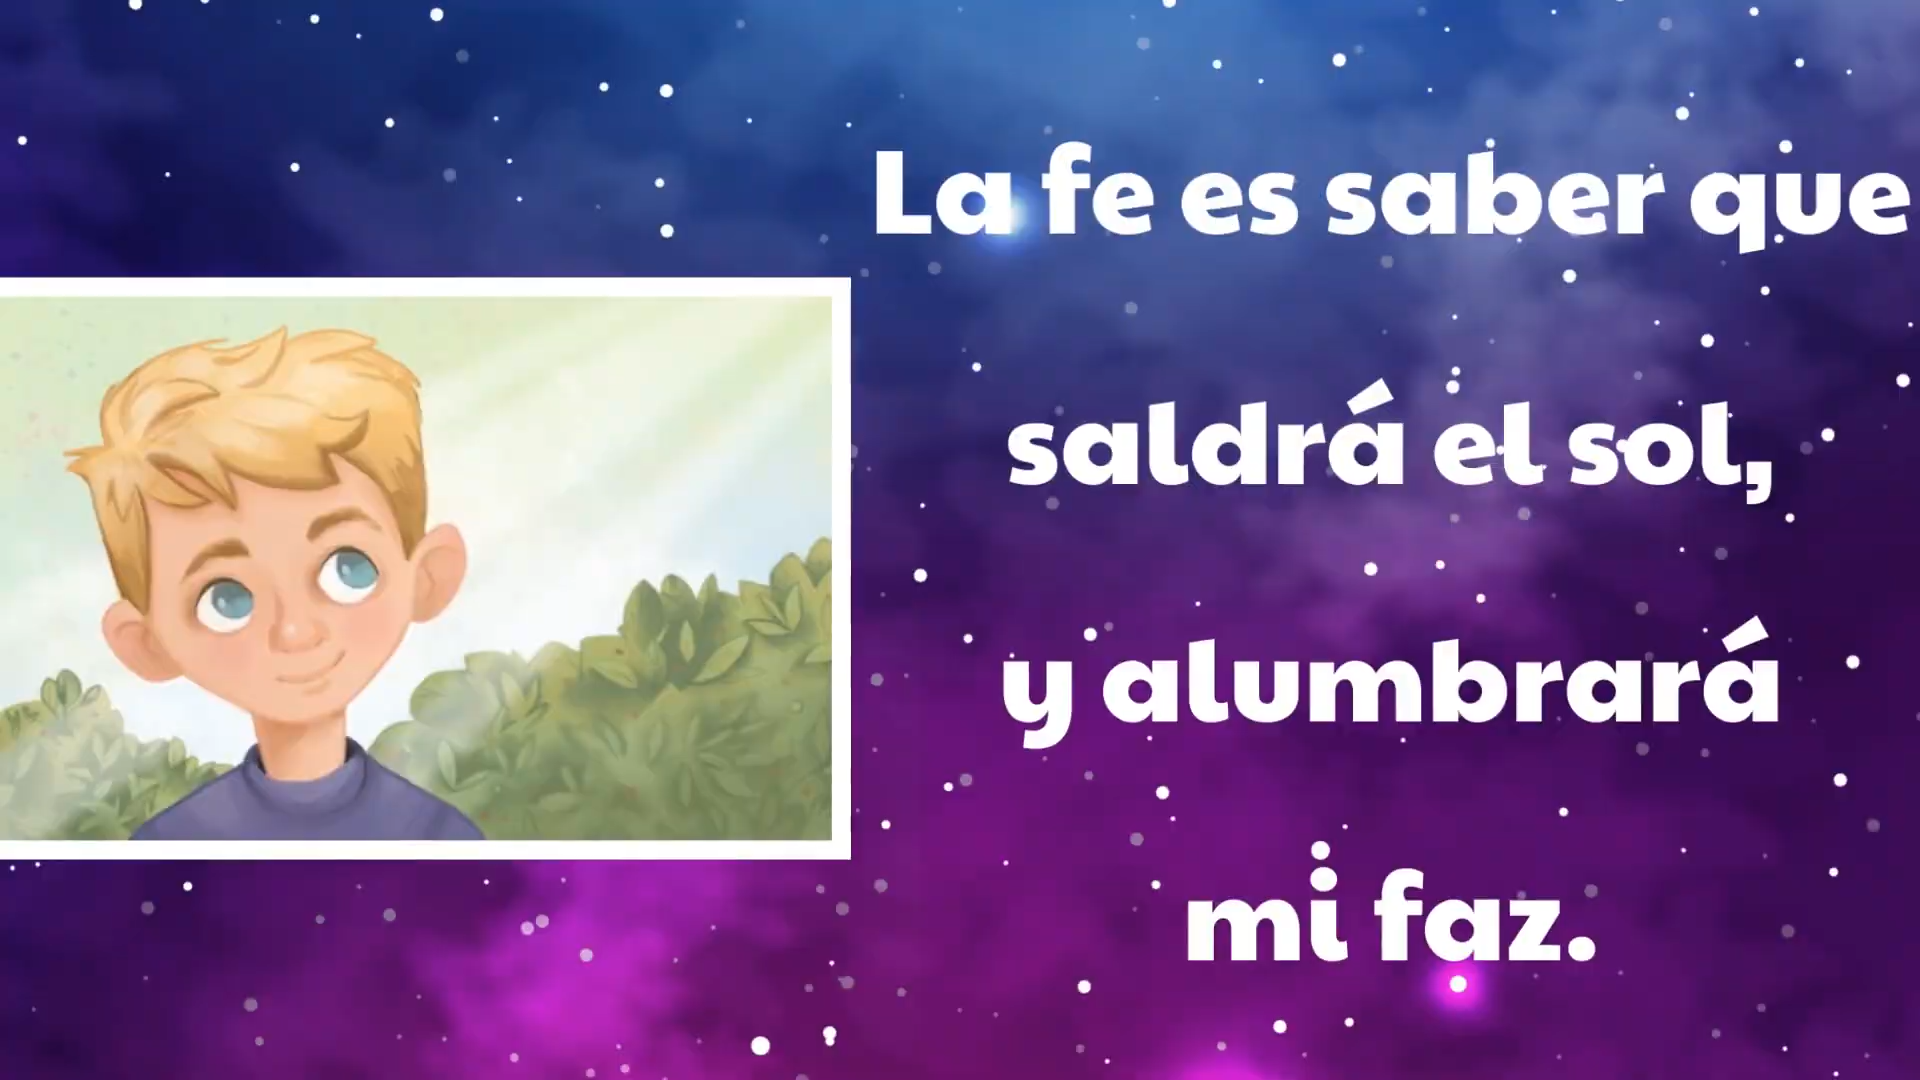 La fe es saber que
saldrá el sol,
y alumbrará
mi faz.